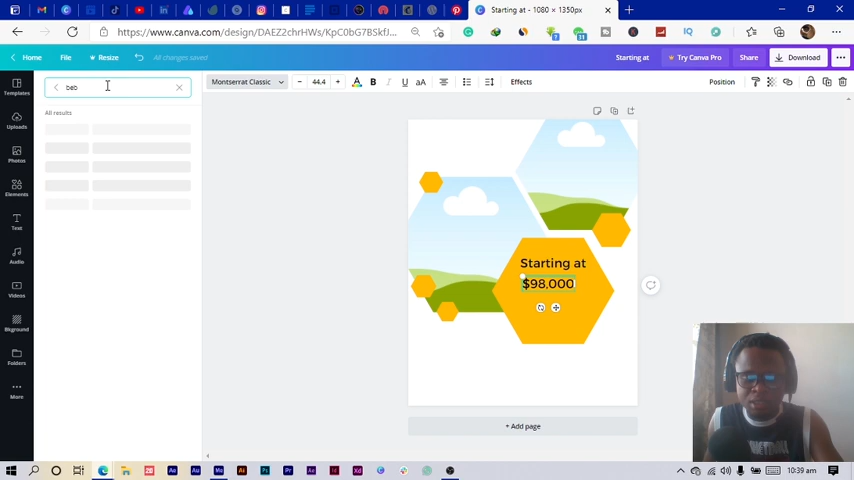 Starting at - 1080 × 1350px
https://www.canva.com/design/DAEZ2chrHWs/KpC0bG7BSkfJ...
Home File Resize All changes saved Starting at Try Canva Pro Share Download
beb
Montserrat Classic 44.4 aA Effects Position
Templates
All results
Uploads
Photos
Elements
Text
Audio
Videos
Bkground
Folders
More
Starting at
$98,000
+ Add page
10:39 am